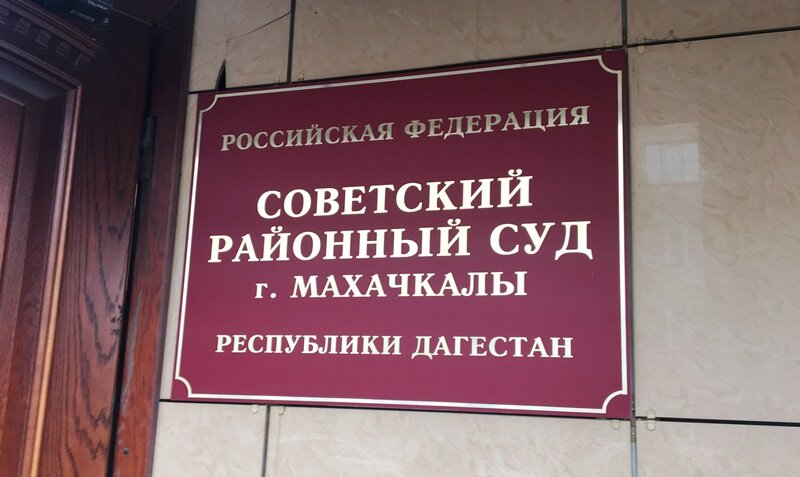 РОССИЙСКАЯ ФЕДЕРАЦИЯ
СОВЕТСКИЙ
РАЙОННЫЙ СУД
г. МАХАЧКАЛЫ
РЕСПУБЛИКИ ДАГЕСТАН